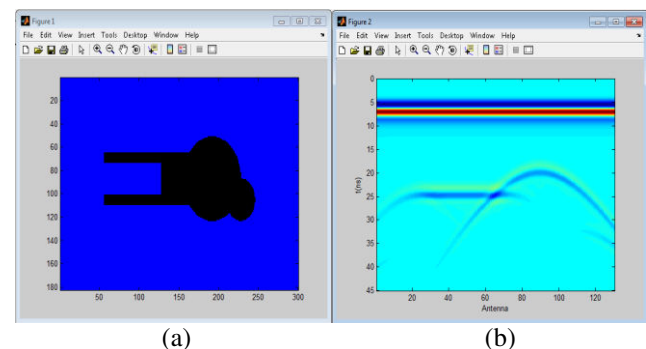 Figure 1
File Edit View Insert Tools Desktop Window Help
20
40
60
80
100
120
140
160
180
50 100 150 200 250 300
(a)
Figure 2
File Edit View Insert Tools Desktop Window Help
0
5
10
15
20
25
30
35
40
45
t(ns)
20 40 60 80 100 120
Antenna
(b)